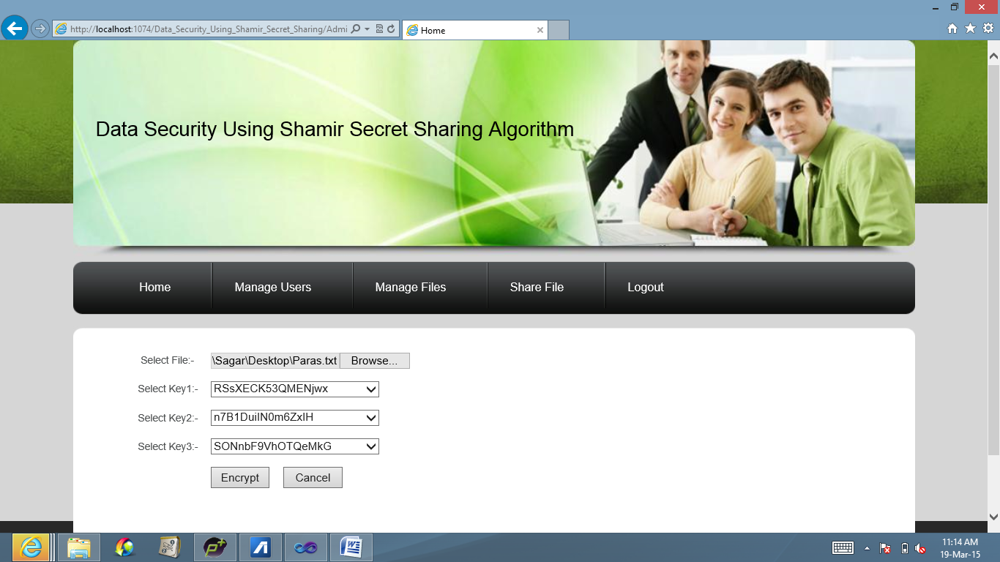 http://localhost:1074/Data_Security_Using_Shamir_Secret_Sharing/Admi
Home
Data Security Using Shamir Secret Sharing Algorithm
Home Manage Users Manage Files Share File Logout
Select File:- \Sagar\Desktop\Paras.txt Browse...
Select Key1:- RSsXECK53QMENjwx
Select Key2:- n7B1DuiIN0m6ZxlH
Select Key3:- SONnbF9VhOTQeMkG
Encrypt Cancel
11:14 AM
19-Mar-15